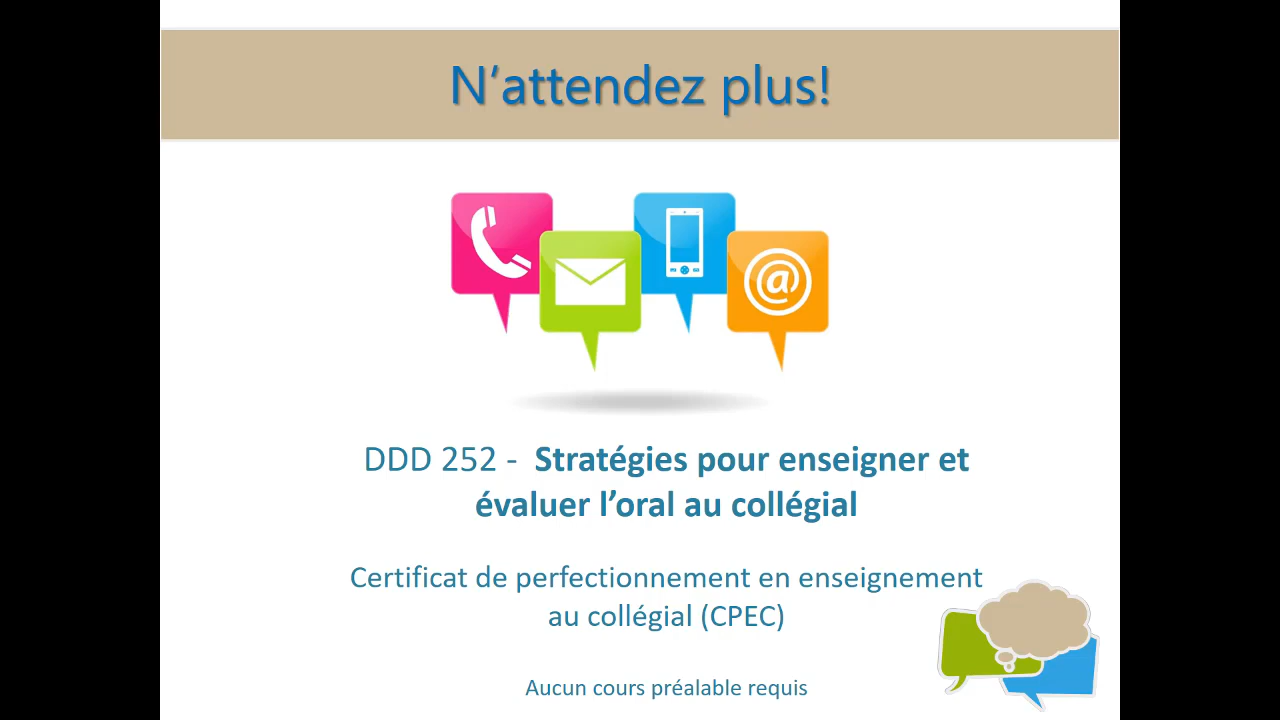 N'attendez plus!
@
DDD 252 - Stratégies pour enseigner et
évaluer l'oral au collégial
Certificat de perfectionnement en enseignement
au collégial (CPEC)
Aucun cours préalable requis